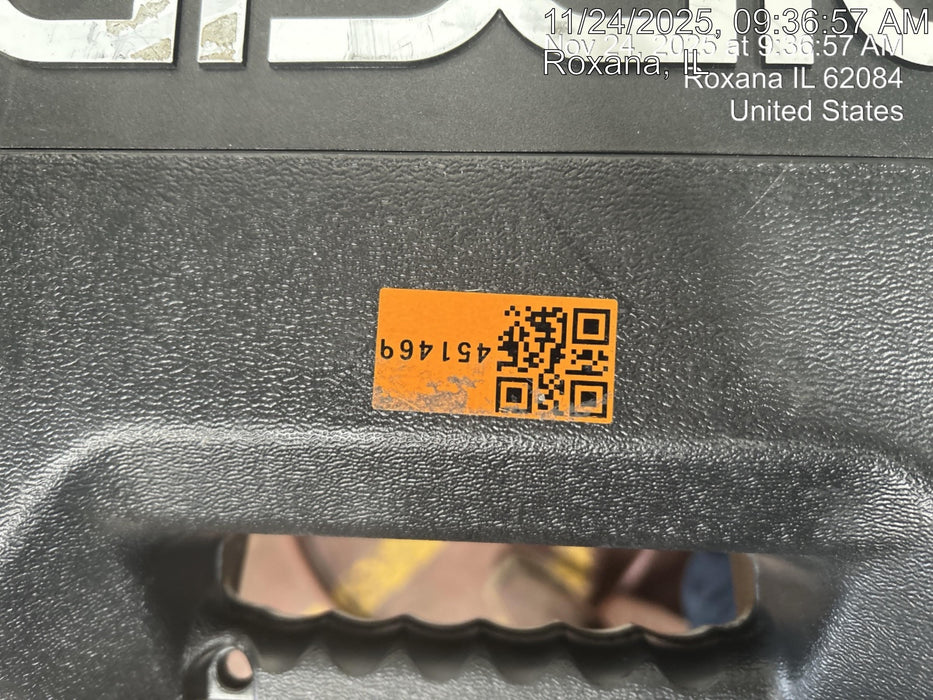 11/24/2025, 09:36:57 AM
Nov 24, 2025 at 9:36:57 AM
Roxana, IL
Roxana IL 62084
United States
451469